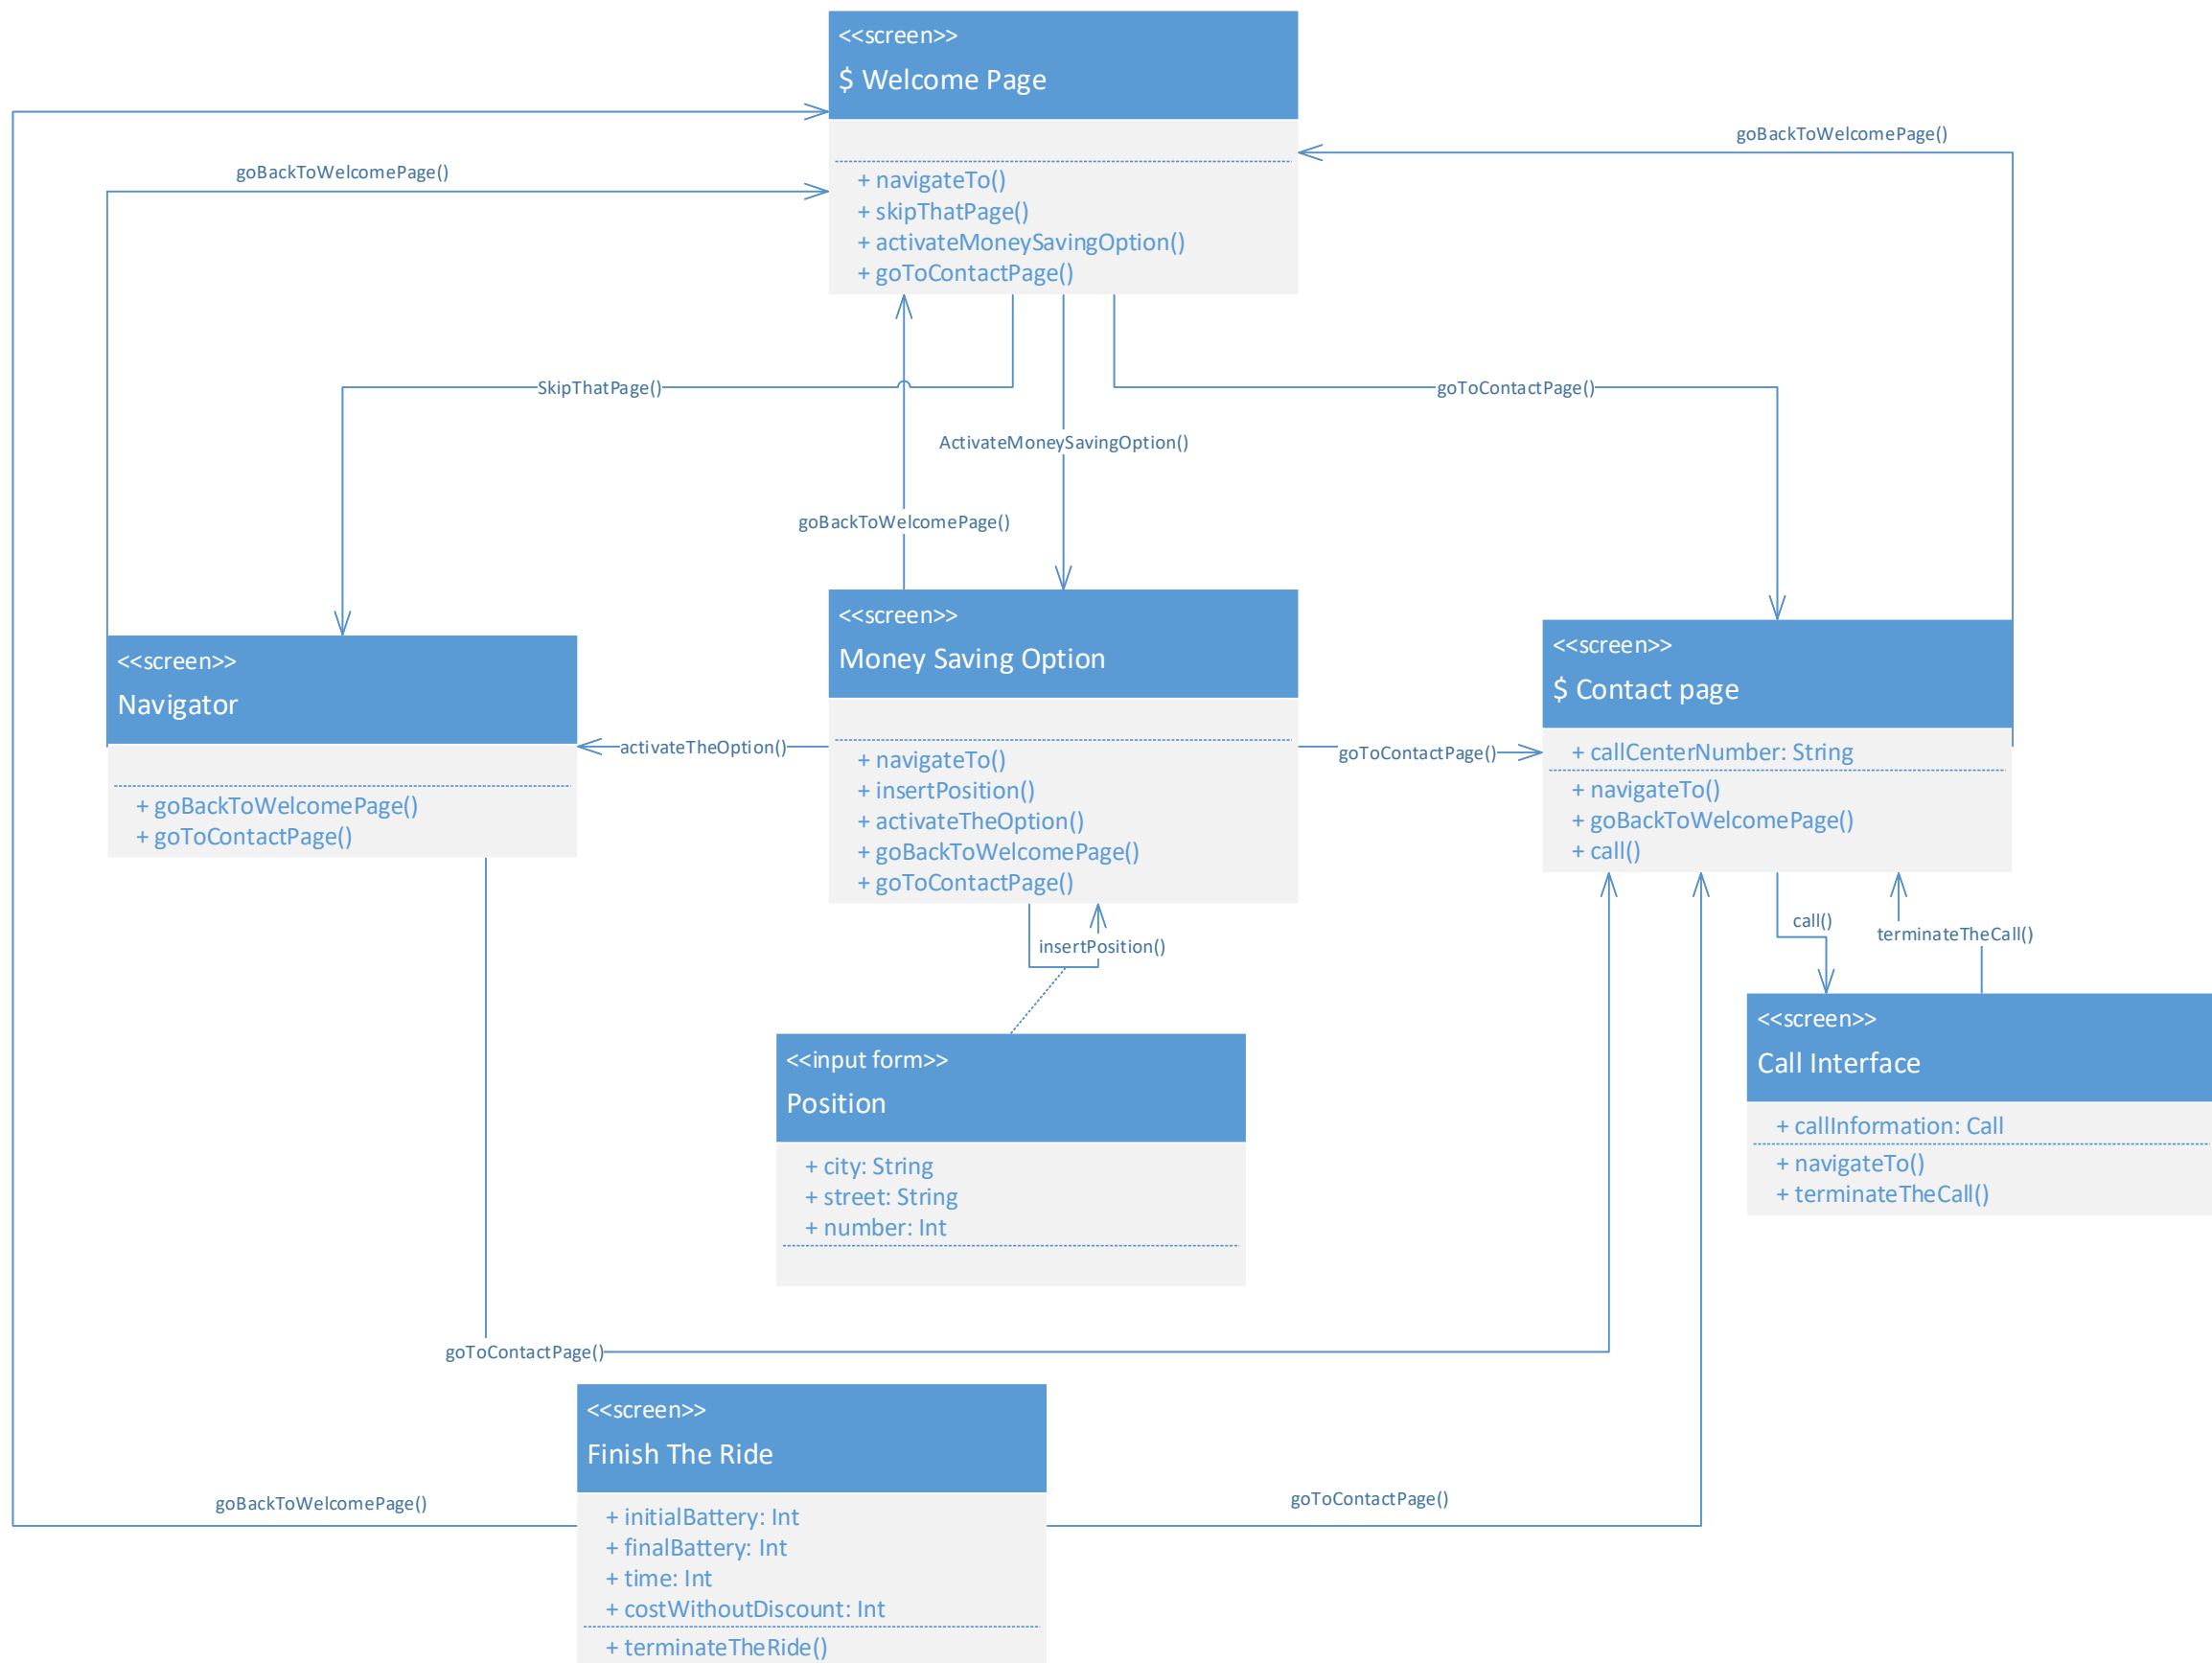 <<screen>>
$ Welcome Page
goBackToWelcomePage()
goBackToWelcomePage()
+ navigateTo()
+ skipThatPage()
+ activateMoneySavingOption()
+ goToContactPage()
SkipThatPage()
goToContactPage()
ActivateMoneySavingOption()
goBackToWelcomePage()
<<screen>>
Navigator
+ goBackToWelcomePage()
+ goToContactPage()
activateTheOption()
<<screen>>
Money Saving Option
+ navigateTo()
+ insertPosition()
+ activateTheOption()
+ goBackToWelcomePage()
+ goToContactPage()
goToContactPage()
<<screen>>
$ Contact page
+ callCenterNumber: String
+ navigateTo()
+ goBackToWelcomePage()
+ call()
insertPosition()
call()
terminateTheCall()
<<input form>>
Position
+ city: String
+ street: String
+ number: Int
<<screen>>
Call Interface
+ callInformation: Call
+ navigateTo()
+ terminateTheCall()
goToContactPage()
<<screen>>
Finish The Ride
+ initialBattery: Int
+ finalBattery: Int
+ time: Int
+ costWithoutDiscount: Int
+ terminateTheRide()
goBackToWelcomePage()
goToContactPage()